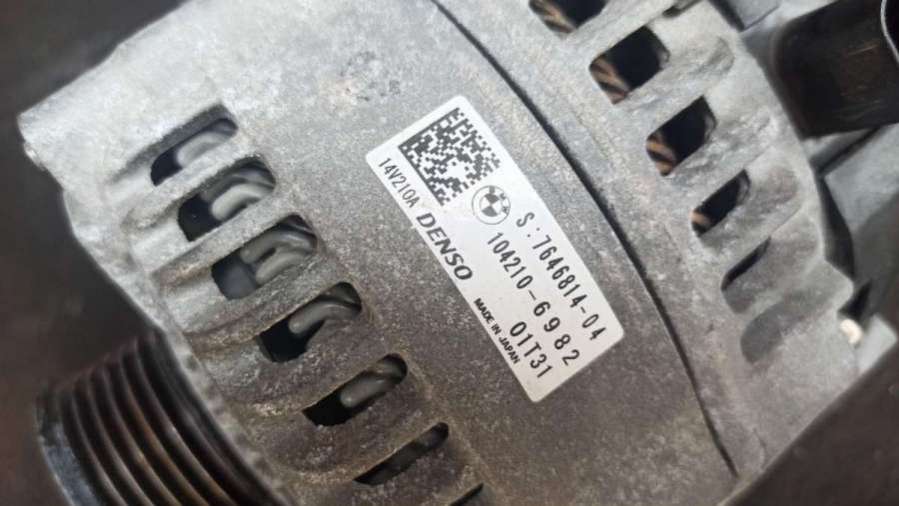 S:7646814-04
104210-6982
01T31
14V210A DENSO
MADE IN JAPAN